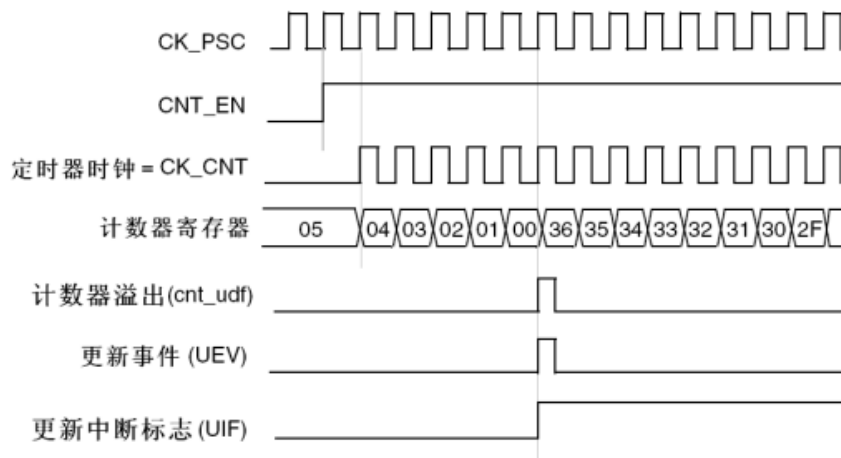 CK_PSC
CNT_EN
定时器时钟 = CK_CNT
计数器寄存器 05 04 03 02 01 00 36 35 34 33 32 31 30 2F
计数器溢出(cnt_udf)
更新事件 (UEV)
更新中断标志(UIF)